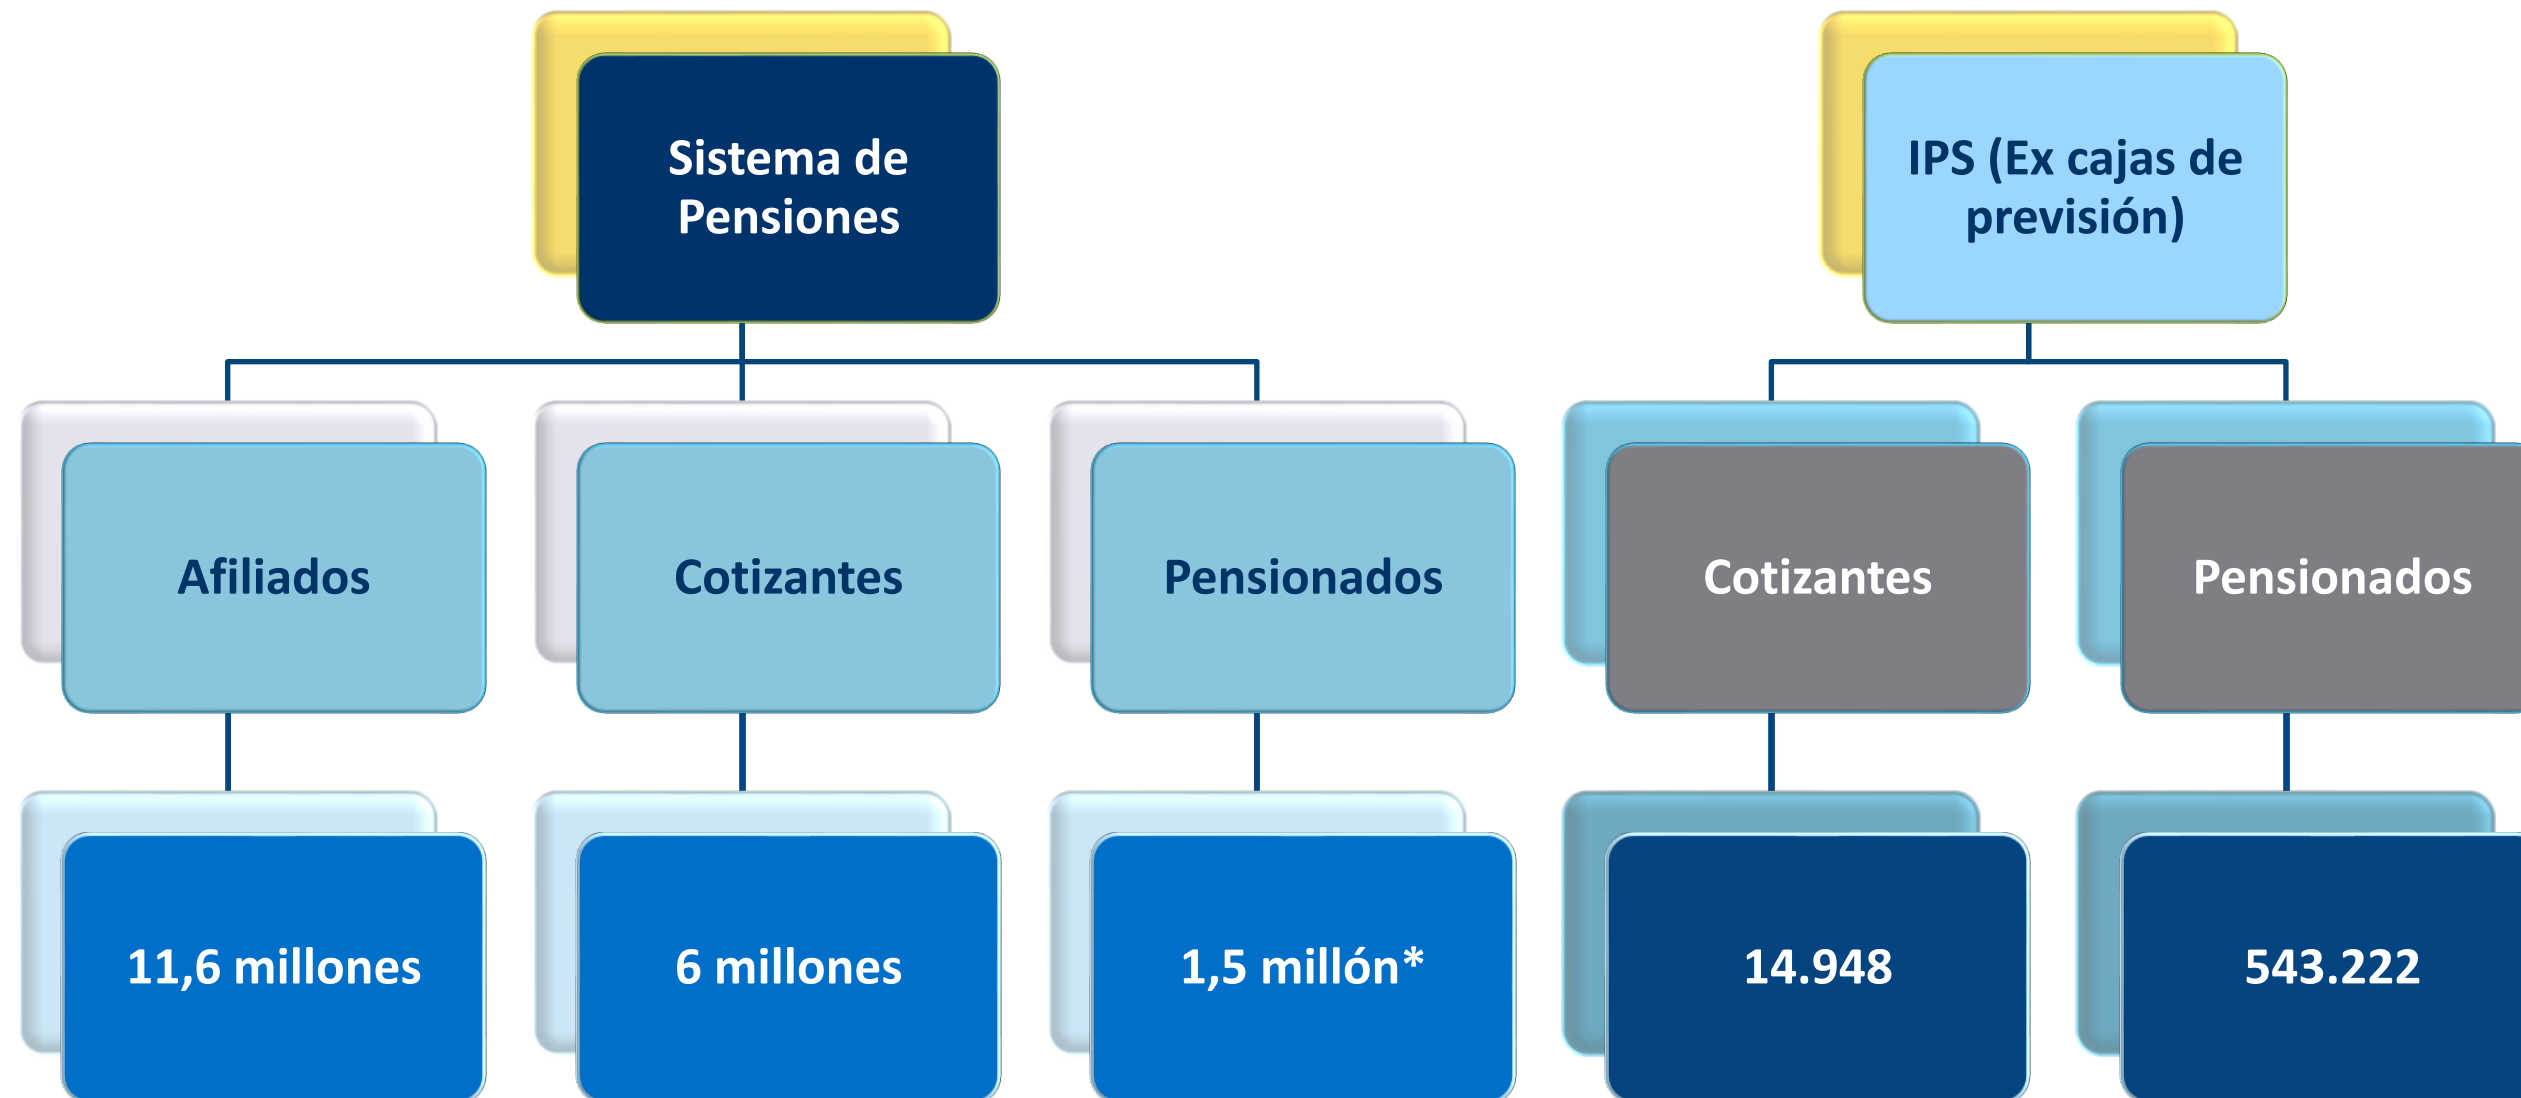 Sistema de
Pensiones
IPS (Ex cajas de
previsión)
Afiliados
Cotizantes
Pensionados
Cotizantes
Pensionados
11,6 millones
6 millones
1,5 millón*
14.948
543.222